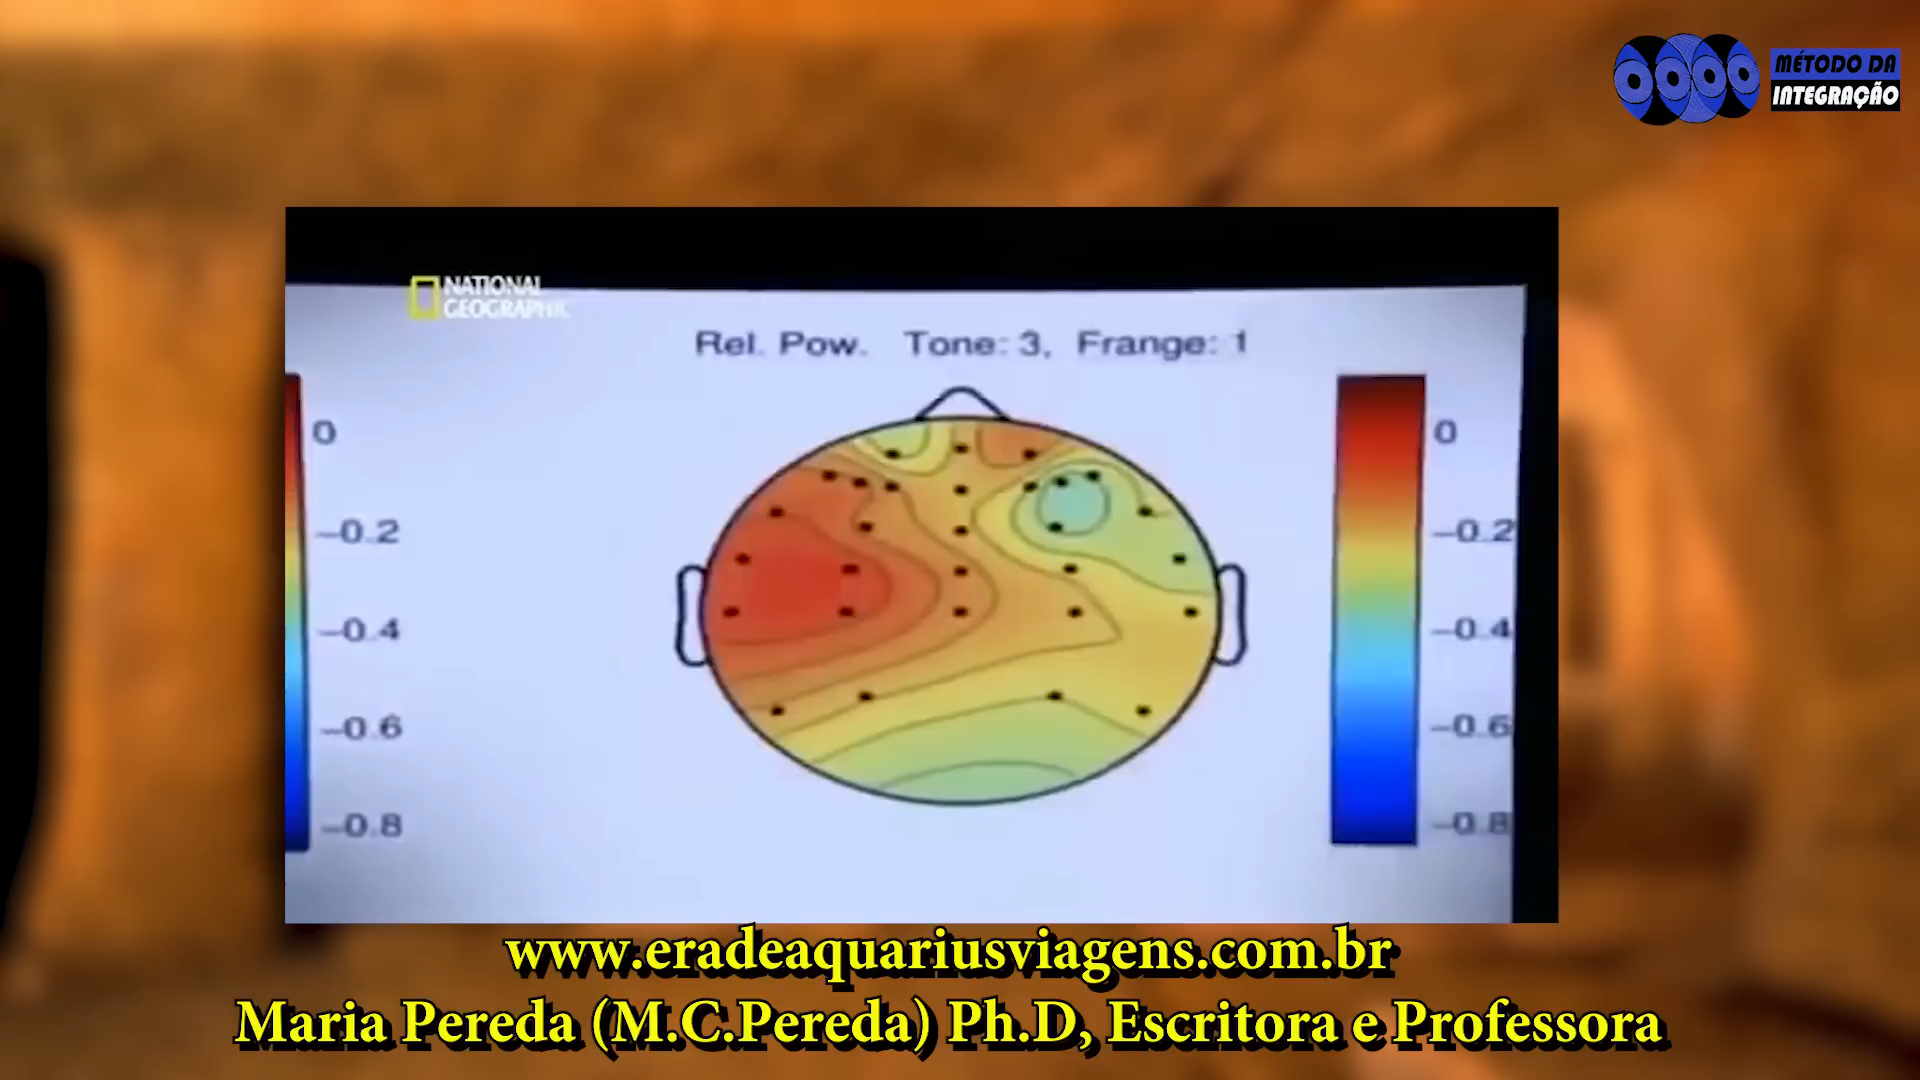 MÉTODO DA
INTEGRAÇÃO
NATIONAL
GEOGRAPHIC
Rel. Pow. Tone: 3, Frange: 1
0
-0.2
-0.4
-0.6
-0.8
0
-0.2
-0.4
-0.6
-0.8
www.eradeaquariusviagens.com.br
Maria Pereda (M.C.Pereda) Ph.D, Escritora e Professora